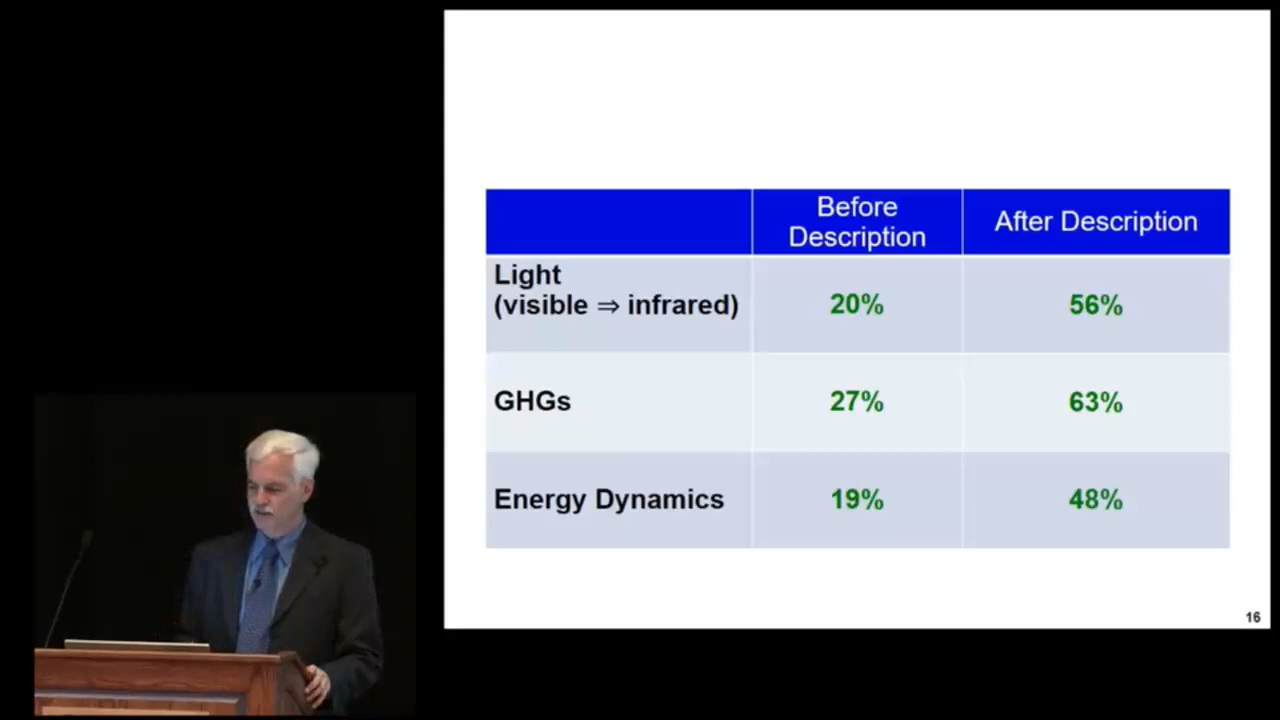 Before
Description
After Description
Light
(visible ⇒ infrared)
20%
56%
GHGs
27%
63%
Energy Dynamics
19%
48%
16